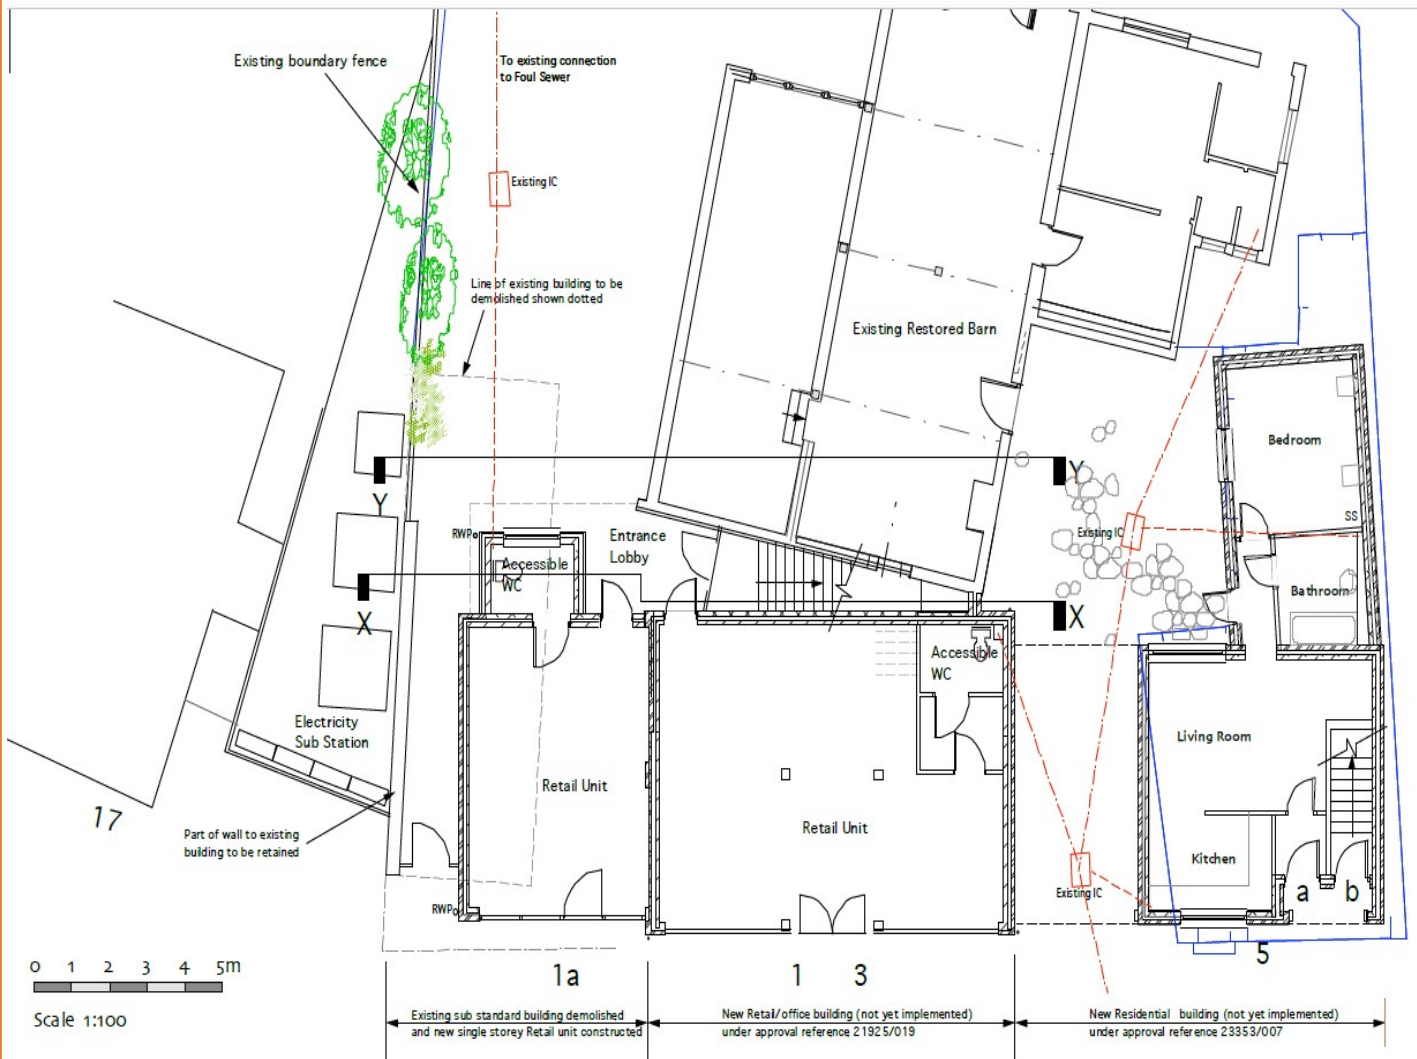 Existing boundary fence
To existing connection
to Foul Sewer
Existing IC
Line of existing building to be
demolished shown dotted
Existing Restored Barn
Bedroom
Y
Y
SS
RWP
Entrance
Lobby
Existing IC
Accessible
WC
Bathroom
X
X
Accessible
WC
Electricity
Sub Station
Living Room
Retail Unit
17
Retail Unit
Part of wall to existing
building to be retained
Kitchen
Existing IC
a
b
RWP
5
0 1 2 3 4 5m
1a
1 3
Scale 1:100
Existing sub standard building demolished
and new single storey Retail unit constructed
New Retail/office building (not yet implemented)
under approval reference 21925/019
New Residential building (not yet implemented)
under approval reference 23353/007